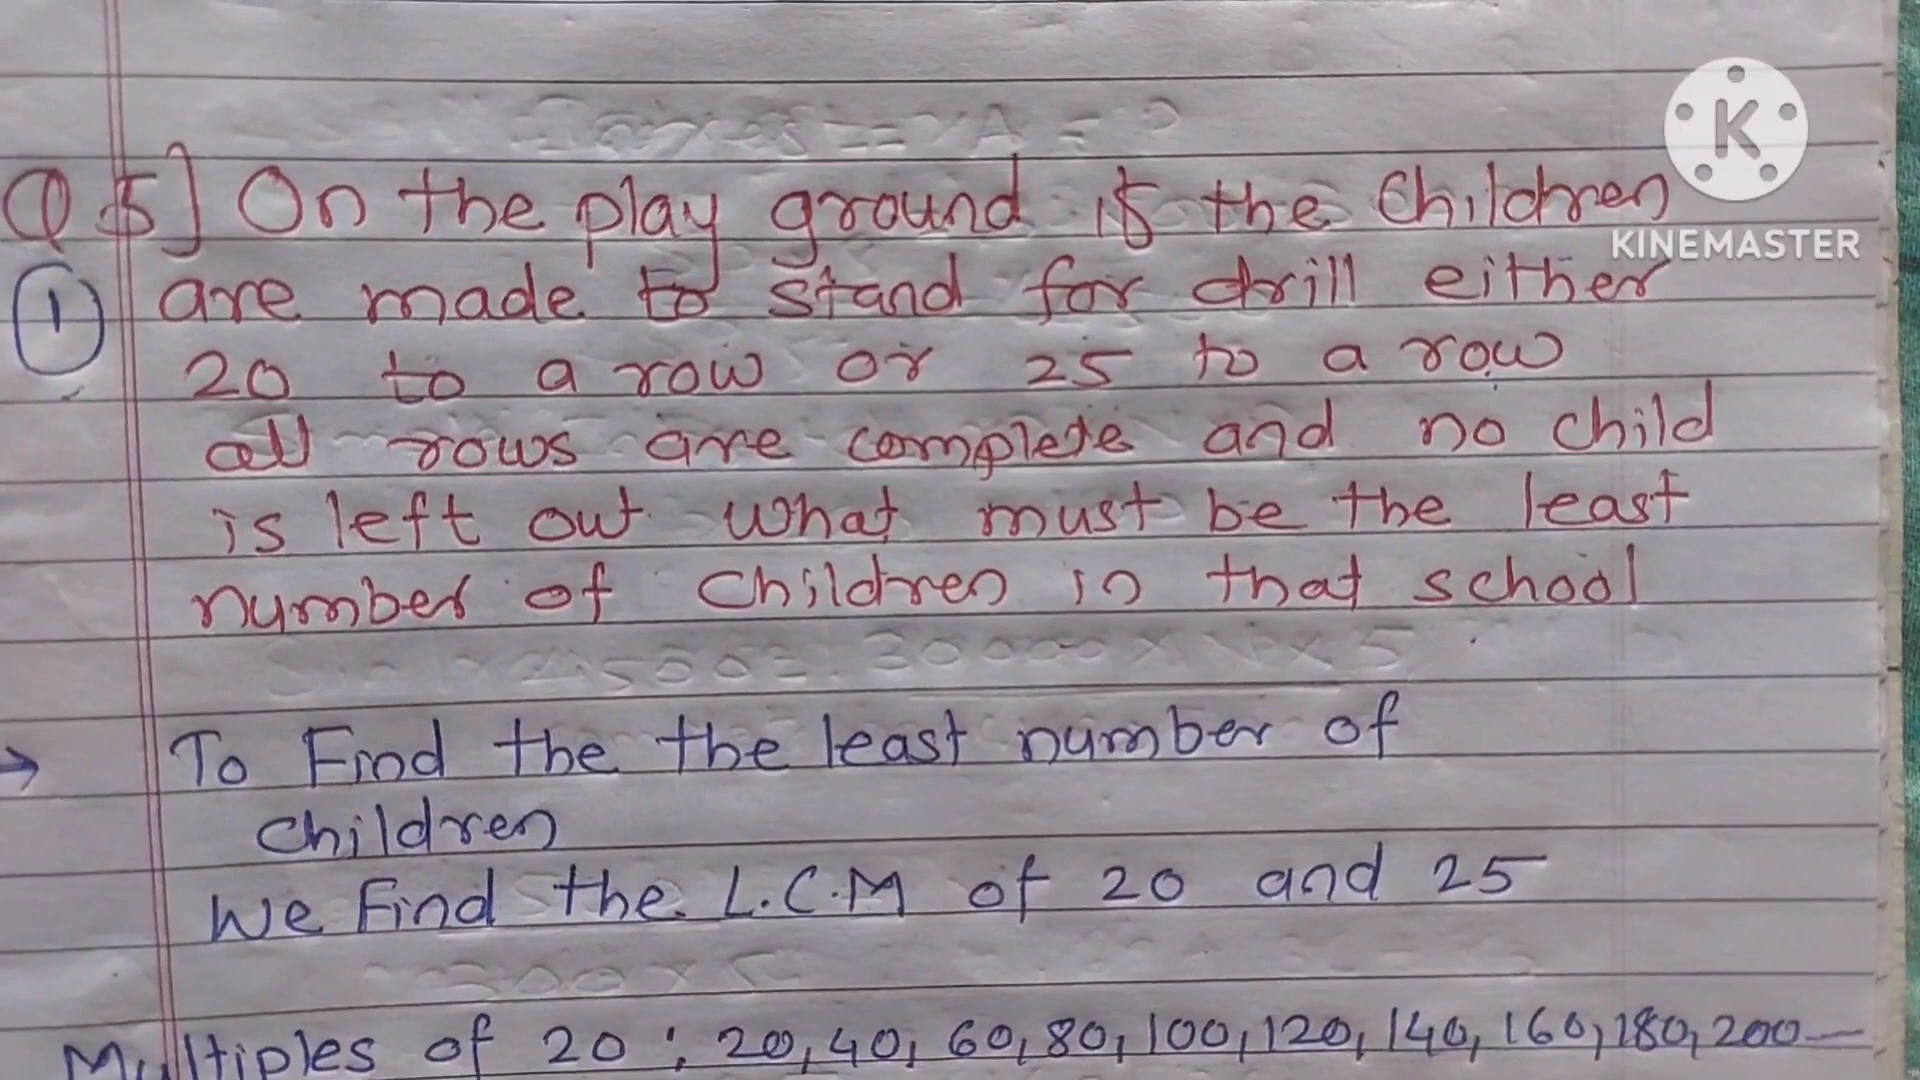 K
KINEMASTER
Q 5] On the play ground if the children
1 are made to stand for drill either
20 to a row or 25 to a row
all rows are complete and no child
is left out what must be the least
number of children in that school
→ To Find the the least number of
children
We Find the L.C.M of 20 and 25
Multiples of 20 : 20, 40, 60, 80, 100, 120, 140, 160, 180, 200 —